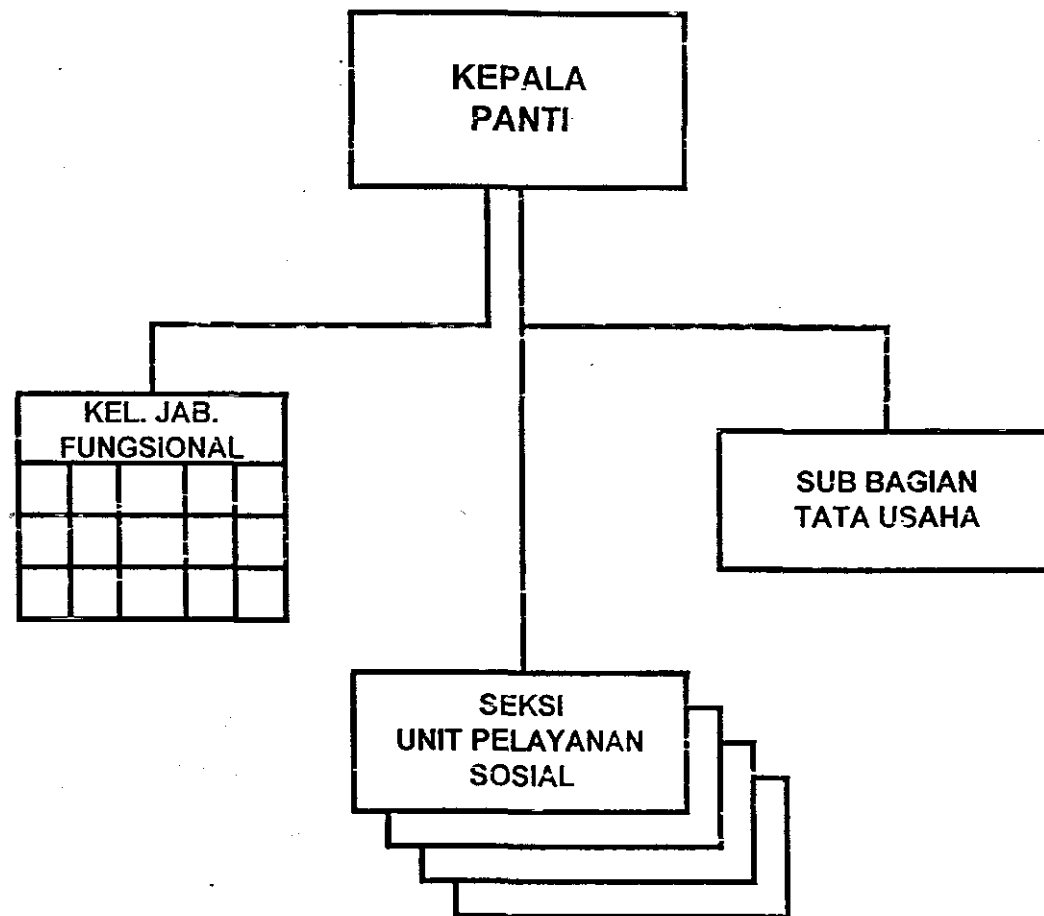 KEPALA
PANTI
KEL. JAB.
FUNGSIONAL
SUB BAGIAN
TATA USAHA
SEKSI
UNIT PELAYANAN
SOSIAL